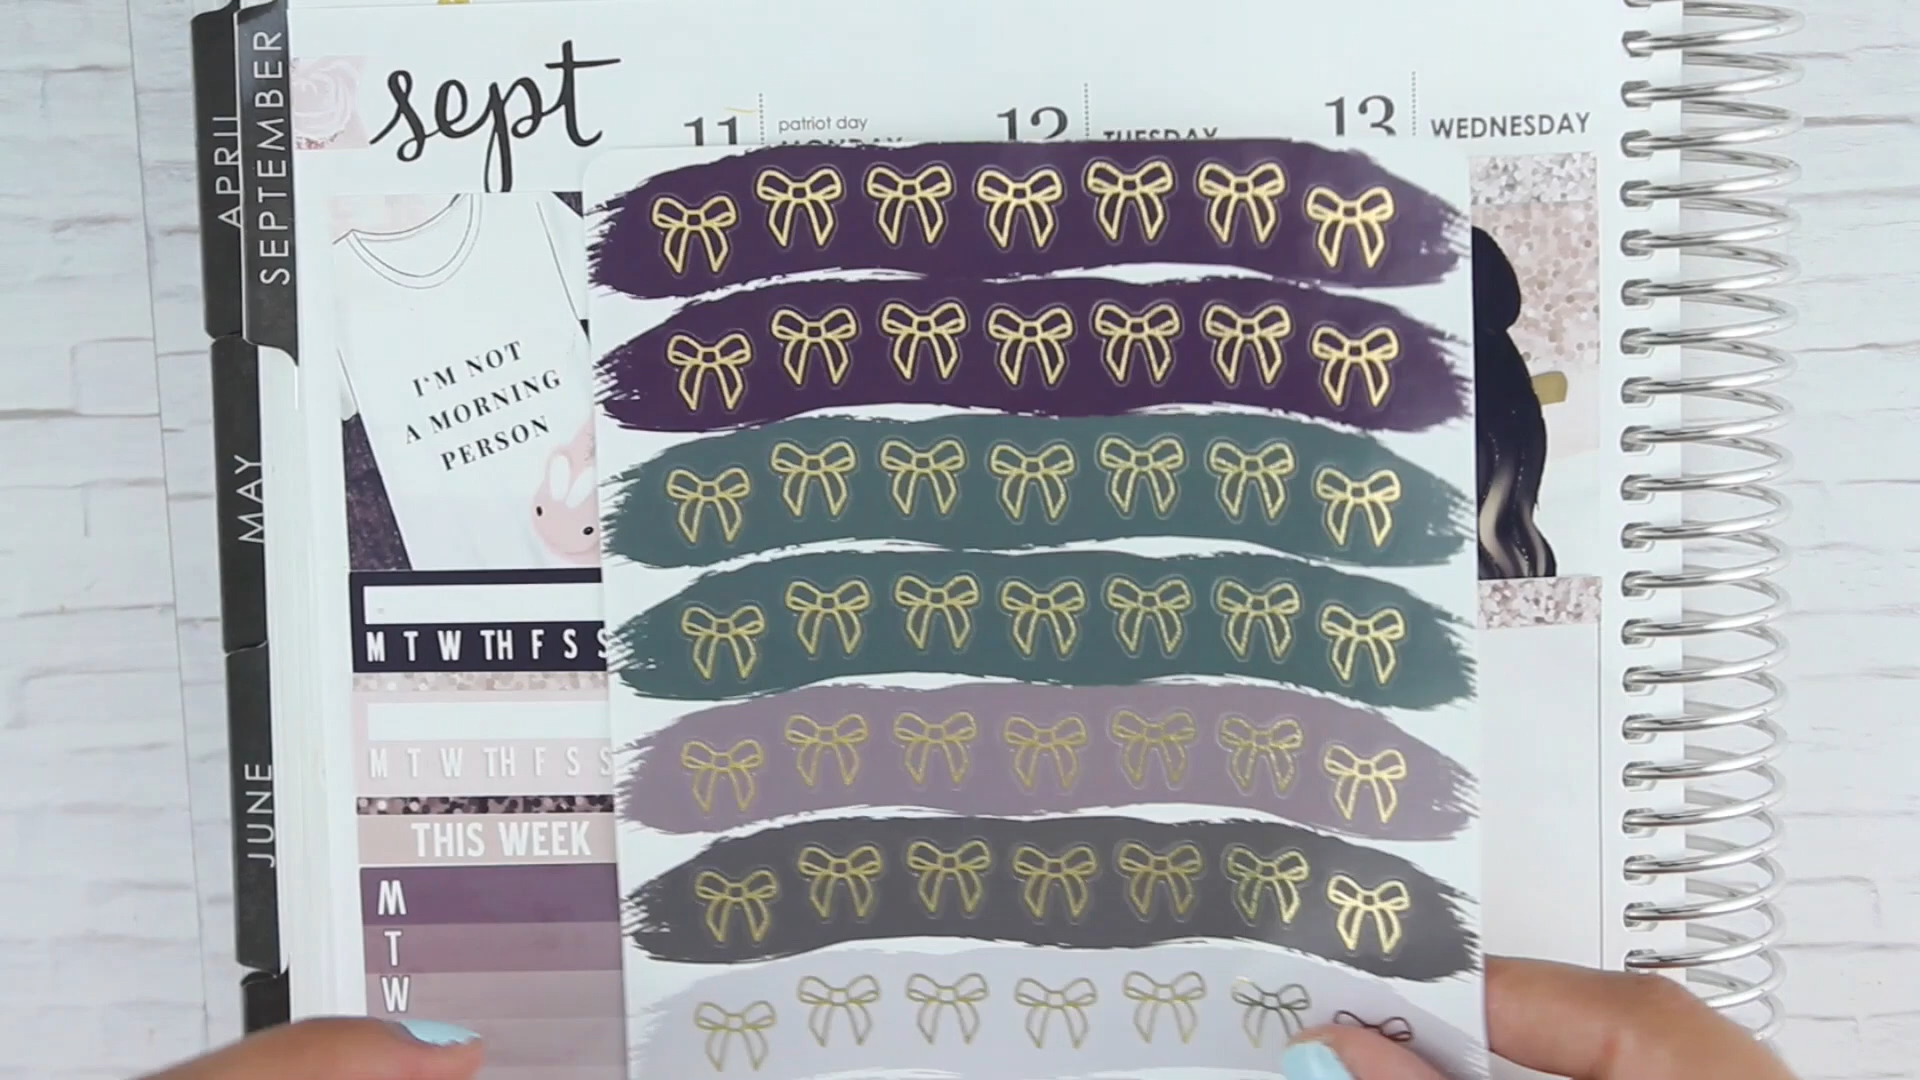 APRIL
SEPTEMBER
MAY
JUNE
sept
11
patriot day
MONDAY
12
TUESDAY
13
WEDNESDAY
I'M NOT
A MORNING
PERSON
M T W TH F S S
M T W TH F S S
THIS WEEK
M
T
W